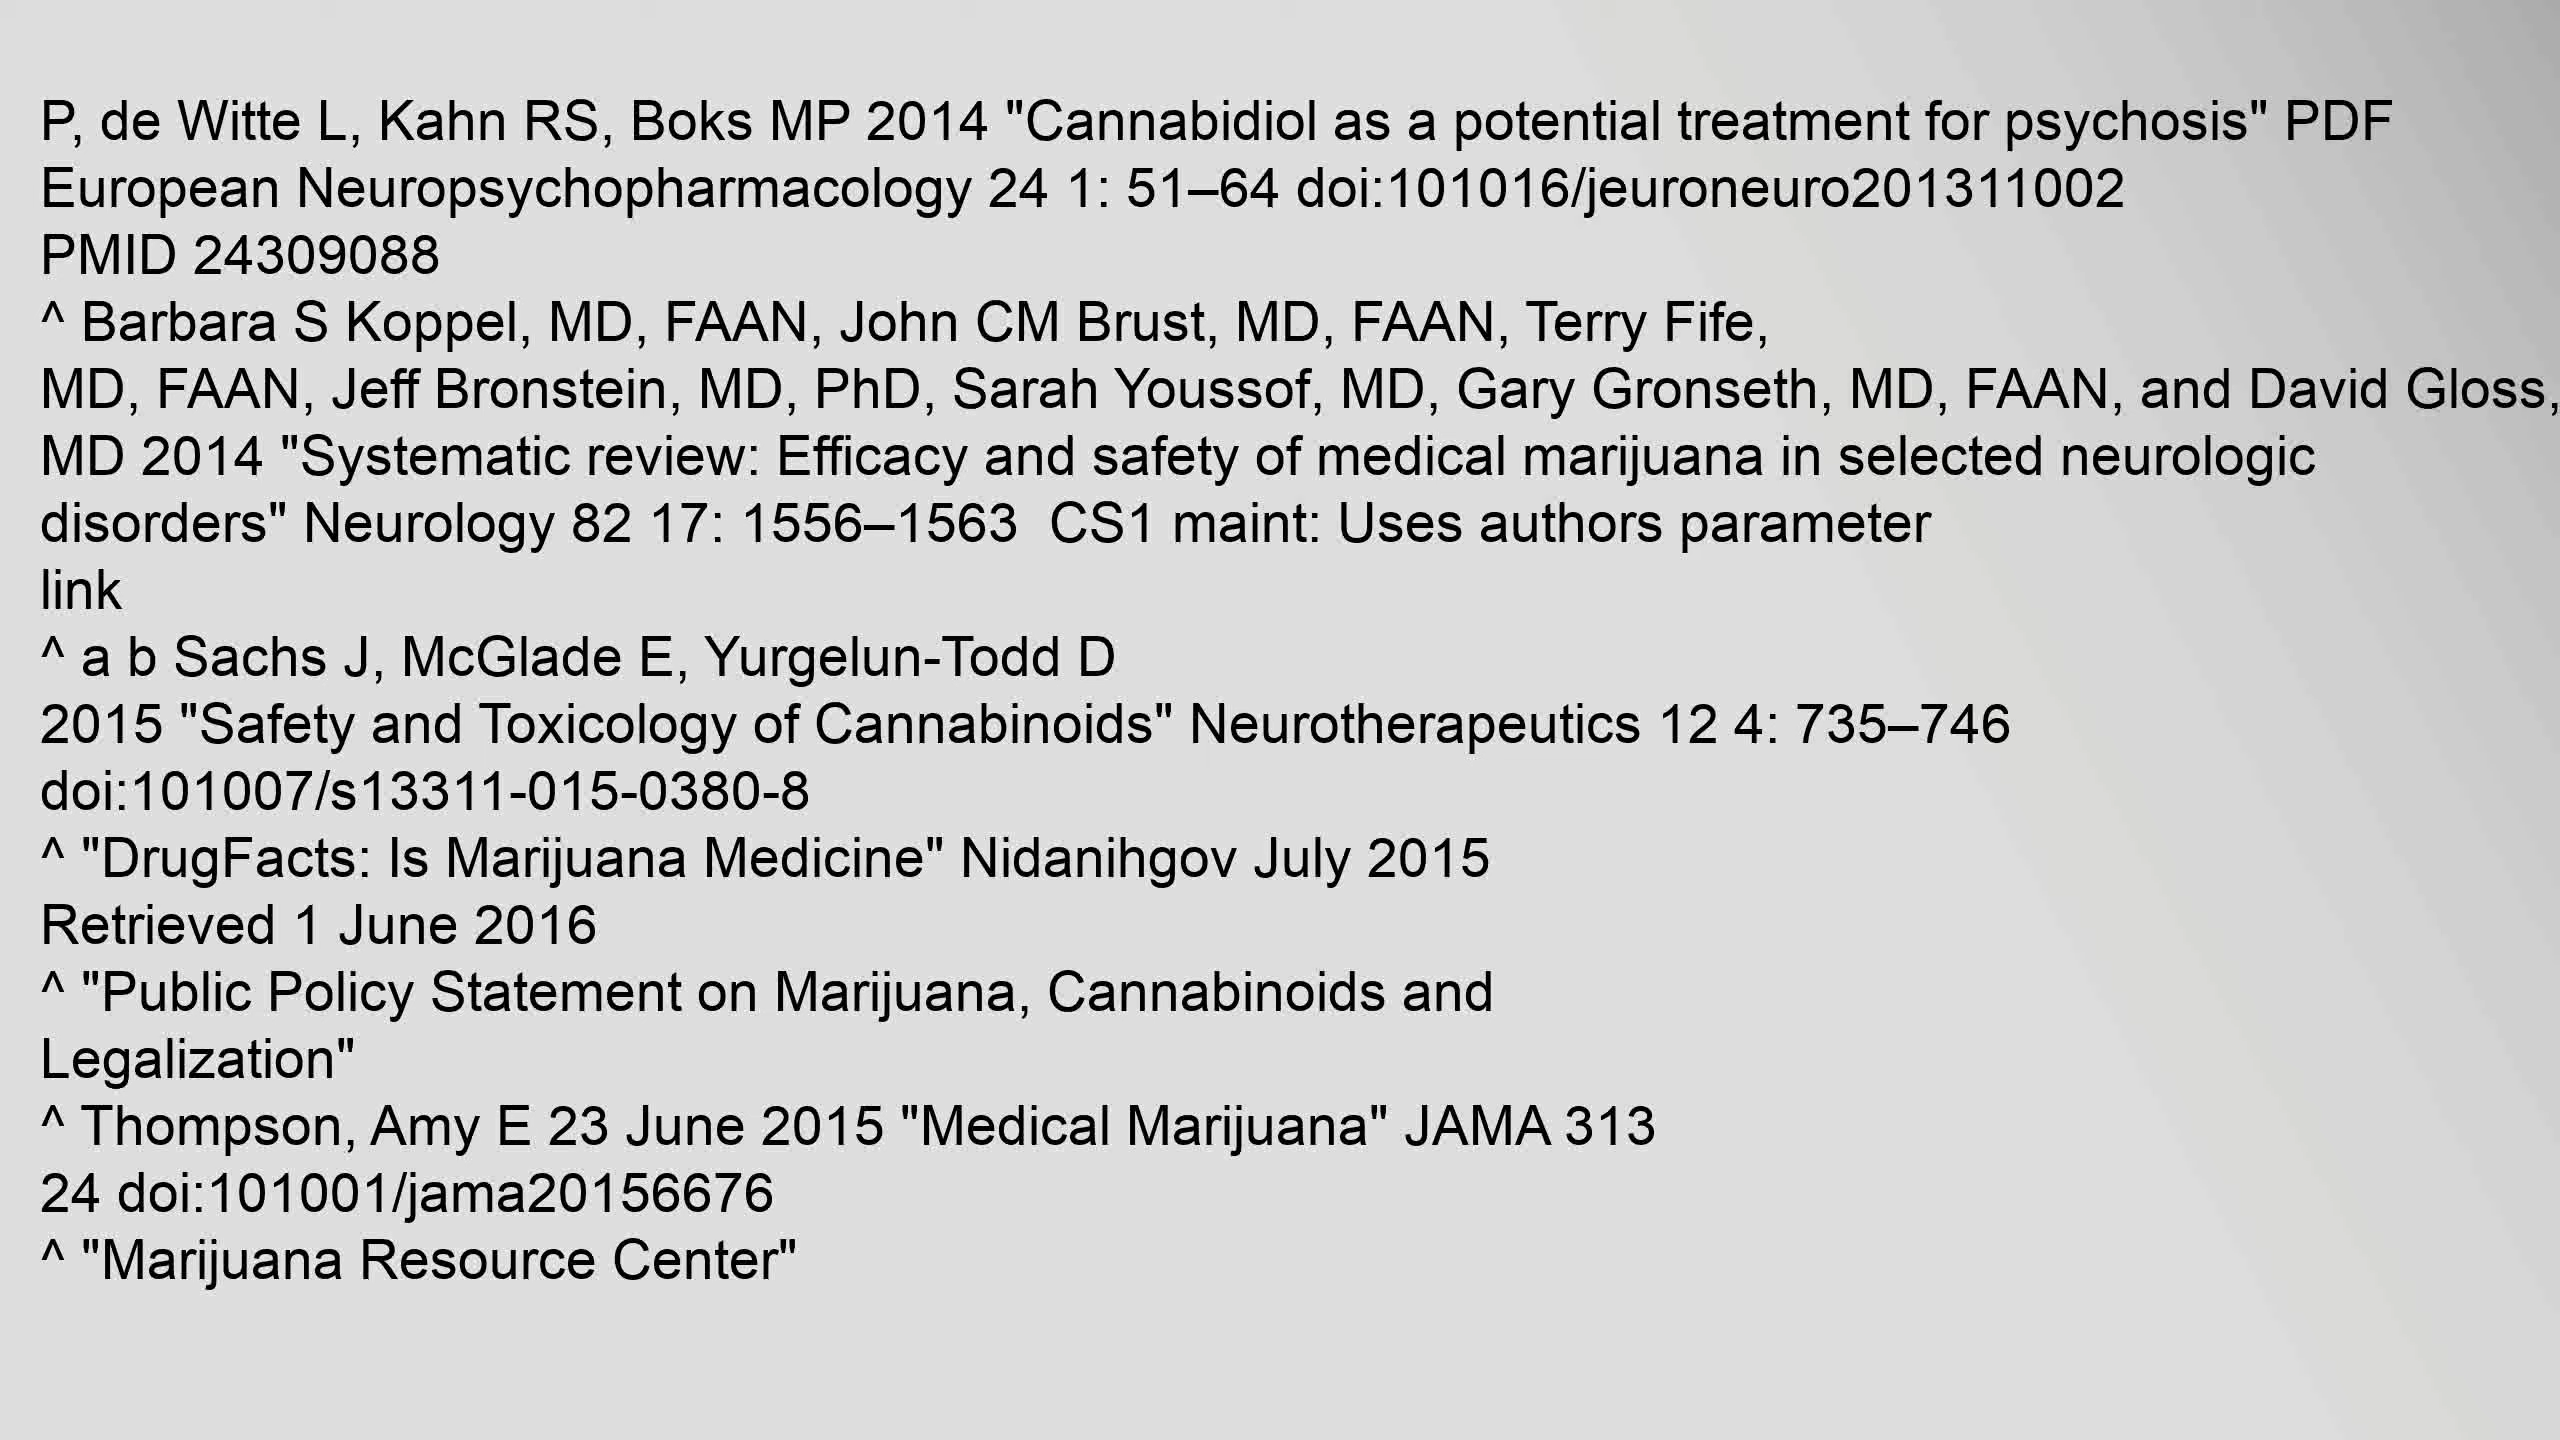 P, de Witte L, Kahn RS, Boks MP 2014 "Cannabidiol as a potential treatment for psychosis" PDF
European Neuropsychopharmacology 24 1: 51–64 doi:101016/jeuroneuro201311002
PMID 24309088
^ Barbara S Koppel, MD, FAAN, John CM Brust, MD, FAAN, Terry Fife,
MD, FAAN, Jeff Bronstein, MD, PhD, Sarah Youssof, MD, Gary Gronseth, MD, FAAN, and David Gloss,
MD 2014 "Systematic review: Efficacy and safety of medical marijuana in selected neurologic
disorders" Neurology 82 17: 1556–1563  CS1 maint: Uses authors parameter
link
^ a b Sachs J, McGlade E, Yurgelun-Todd D
2015 "Safety and Toxicology of Cannabinoids" Neurotherapeutics 12 4: 735–746
doi:101007/s13311-015-0380-8
^ "DrugFacts: Is Marijuana Medicine" Nidanihgov July 2015
Retrieved 1 June 2016
^ "Public Policy Statement on Marijuana, Cannabinoids and
Legalization"
^ Thompson, Amy E 23 June 2015 "Medical Marijuana" JAMA 313
24 doi:101001/jama20156676
^ "Marijuana Resource Center"